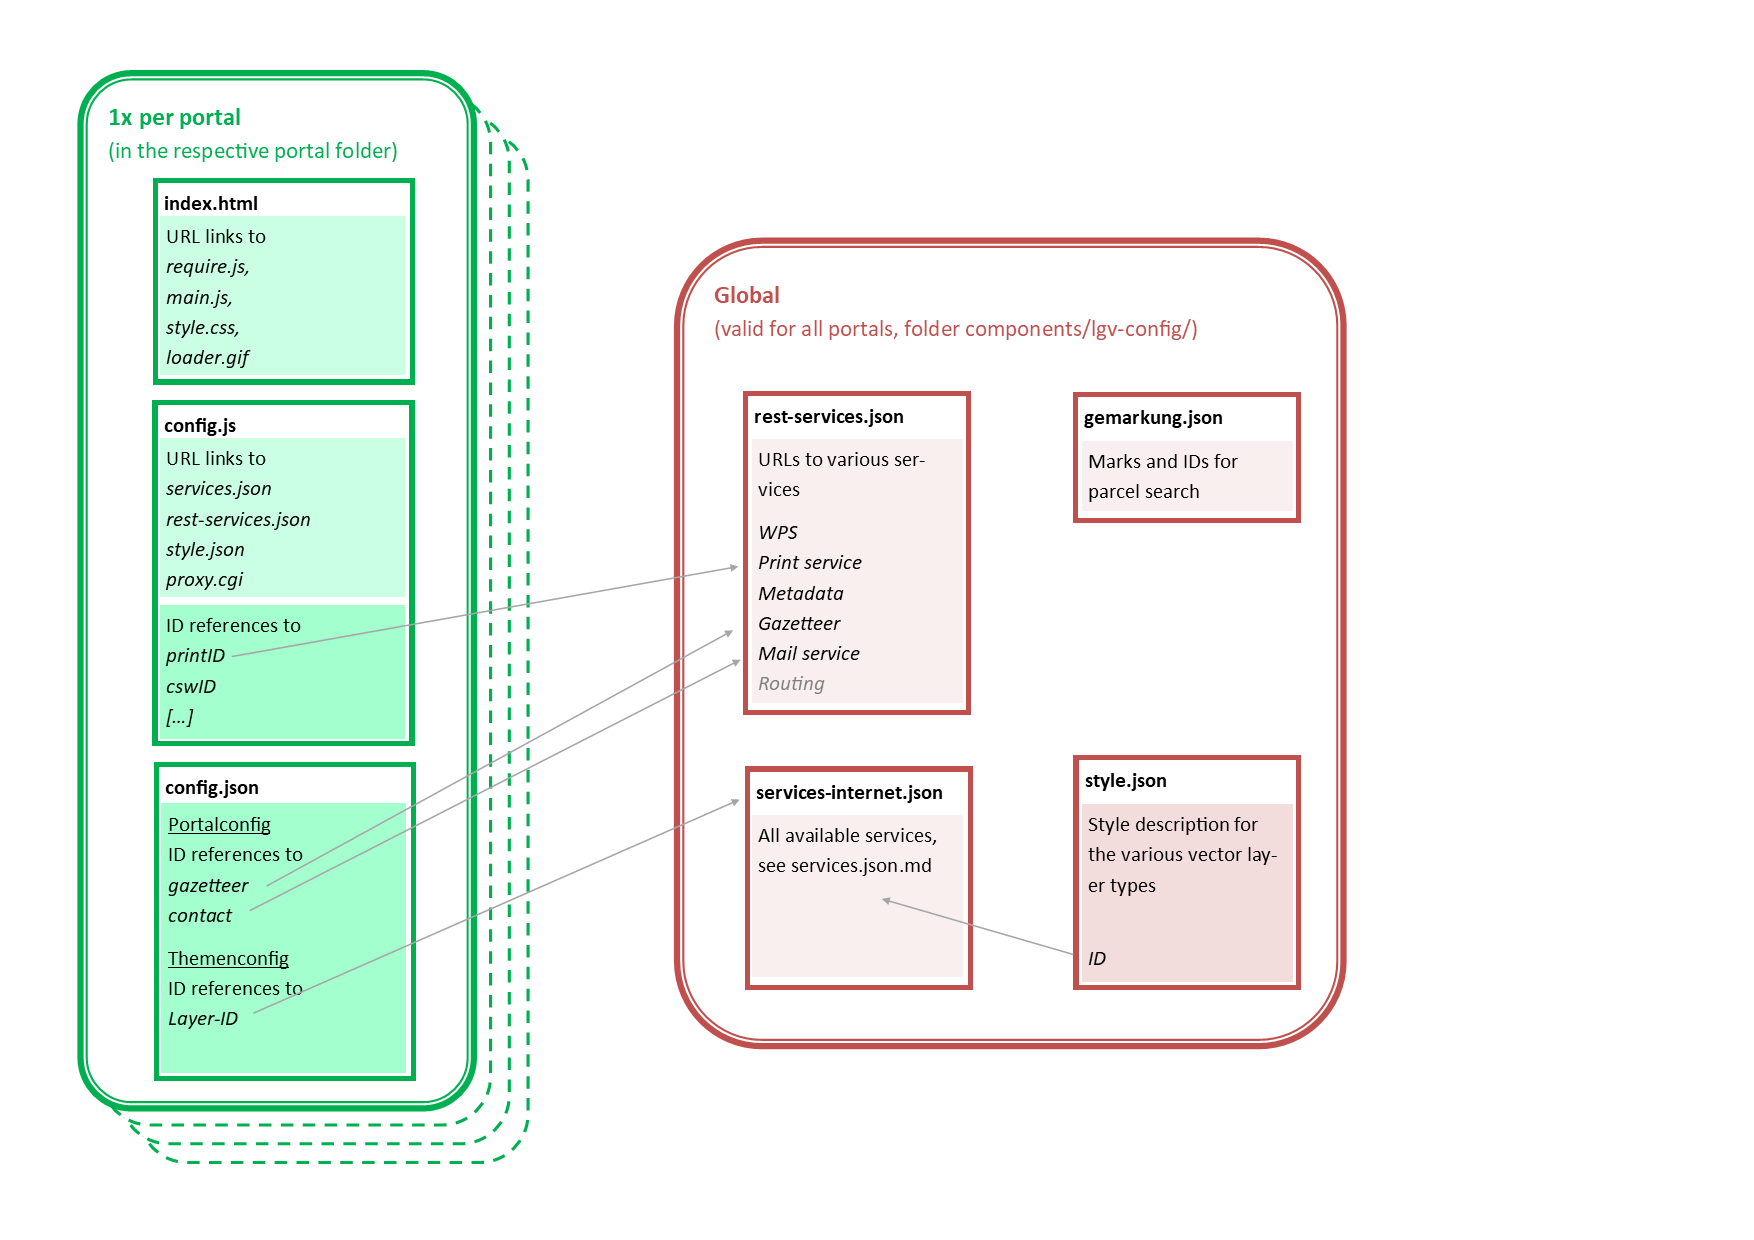 1x per portal
(in the respective portal folder)
index.html
URL links to
require.js,
main.js,
style.css,
loader.gif
config.js
URL links to
services.json
rest-services.json
style.json
proxy.cgi
ID references to
printID
cswID
[...]
config.json
Portalconfig
ID references to
gazetteer
contact
Themenconfig
ID references to
Layer-ID
Global
(valid for all portals, folder components/lgv-config/)
rest-services.json
URLs to various ser-
vices
WPS
Print service
Metadata
Gazetteer
Mail service
Routing
gemarkung.json
Marks and IDs for
parcel search
services-internet.json
All available services,
see services.json.md
style.json
Style description for
the various vector lay-
er types
ID